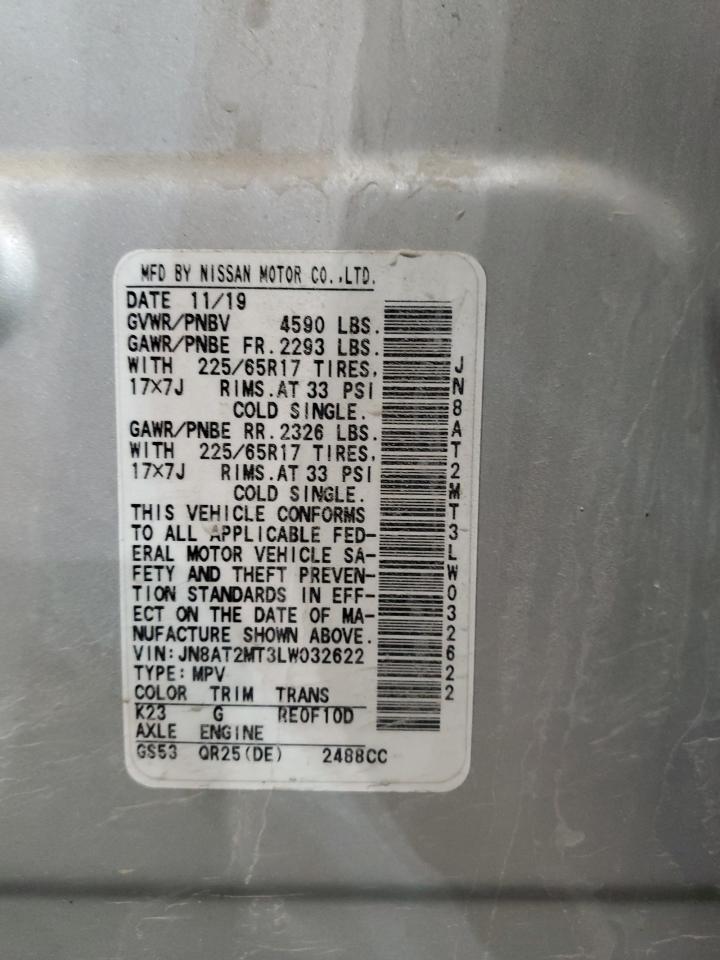 MFD BY NISSAN MOTOR CO.,LTD.
DATE 11/19
GVWR/PNBV 4590 LBS.
GAWR/PNBE FR.2293 LBS.
WITH 225/65R17 TIRES,
17×7J RIMS.AT 33 PSI
COLD SINGLE.
GAWR/PNBE RR.2326 LBS.
WITH 225/65R17 TIRES,
17×7J RIMS.AT 33 PSI
COLD SINGLE.
THIS VEHICLE CONFORMS
TO ALL APPLICABLE FED-
ERAL MOTOR VEHICLE SA-
FETY AND THEFT PREVEN-
TION STANDARDS IN EFF-
ECT ON THE DATE OF MA-
NUFACTURE SHOWN ABOVE.
VIN:JN8AT2MT3LW032622
TYPE:MPV
COLOR TRIM TRANS
K23 G RE0F10D
AXLE ENGINE
GS53 QR25(DE) 2488CC
JN8AT2MT3LW032622